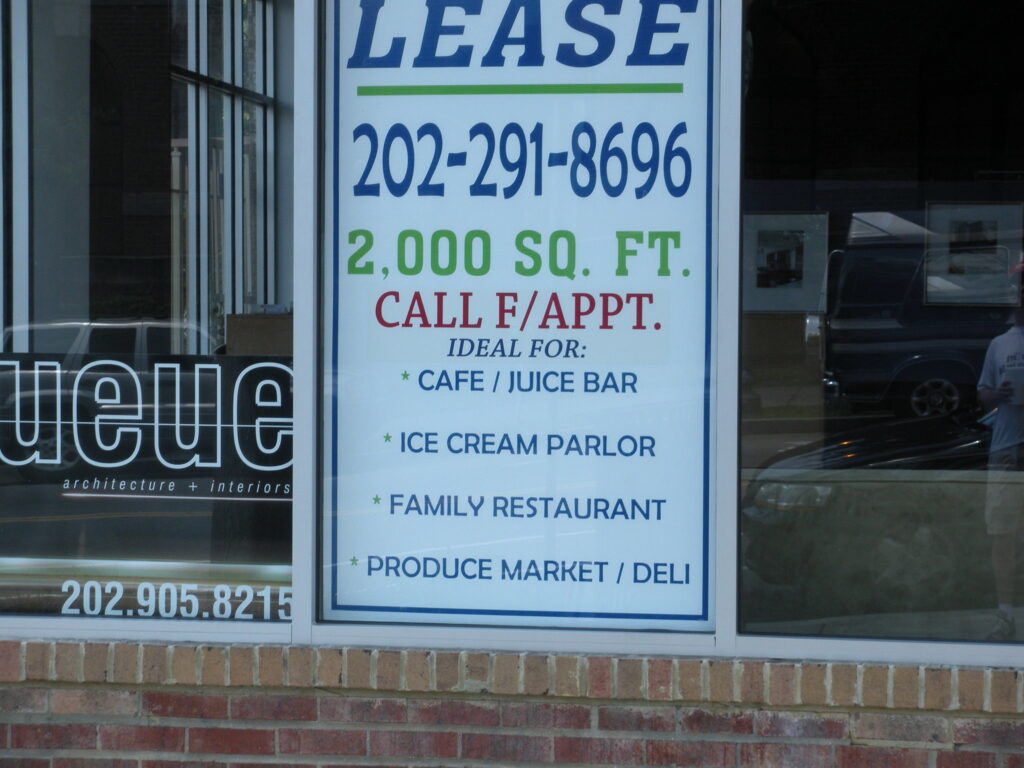 LEASE
202-291-8696
2,000 SQ. FT.
CALL F/APPT.
IDEAL FOR:
* CAFE / JUICE BAR
* ICE CREAM PARLOR
* FAMILY RESTAURANT
* PRODUCE MARKET / DELI
ueue
architecture + interiors
202.905.8215